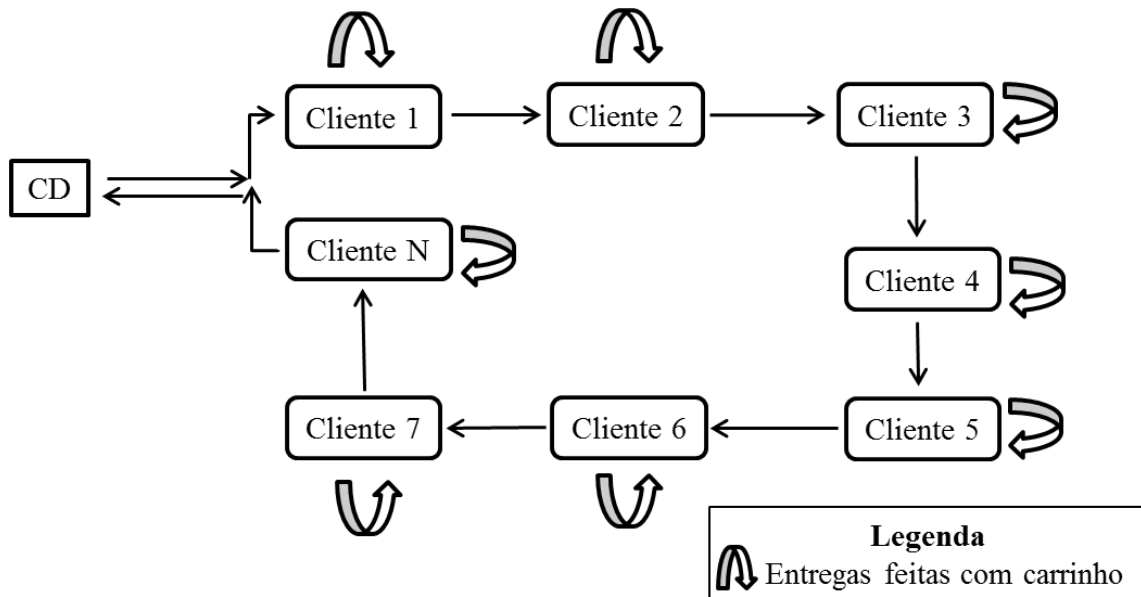 Cliente 1
Cliente 2
Cliente 3
CD
Cliente N
Cliente 4
Cliente 7
Cliente 6
Cliente 5
Legenda
Entregas feitas com carrinho